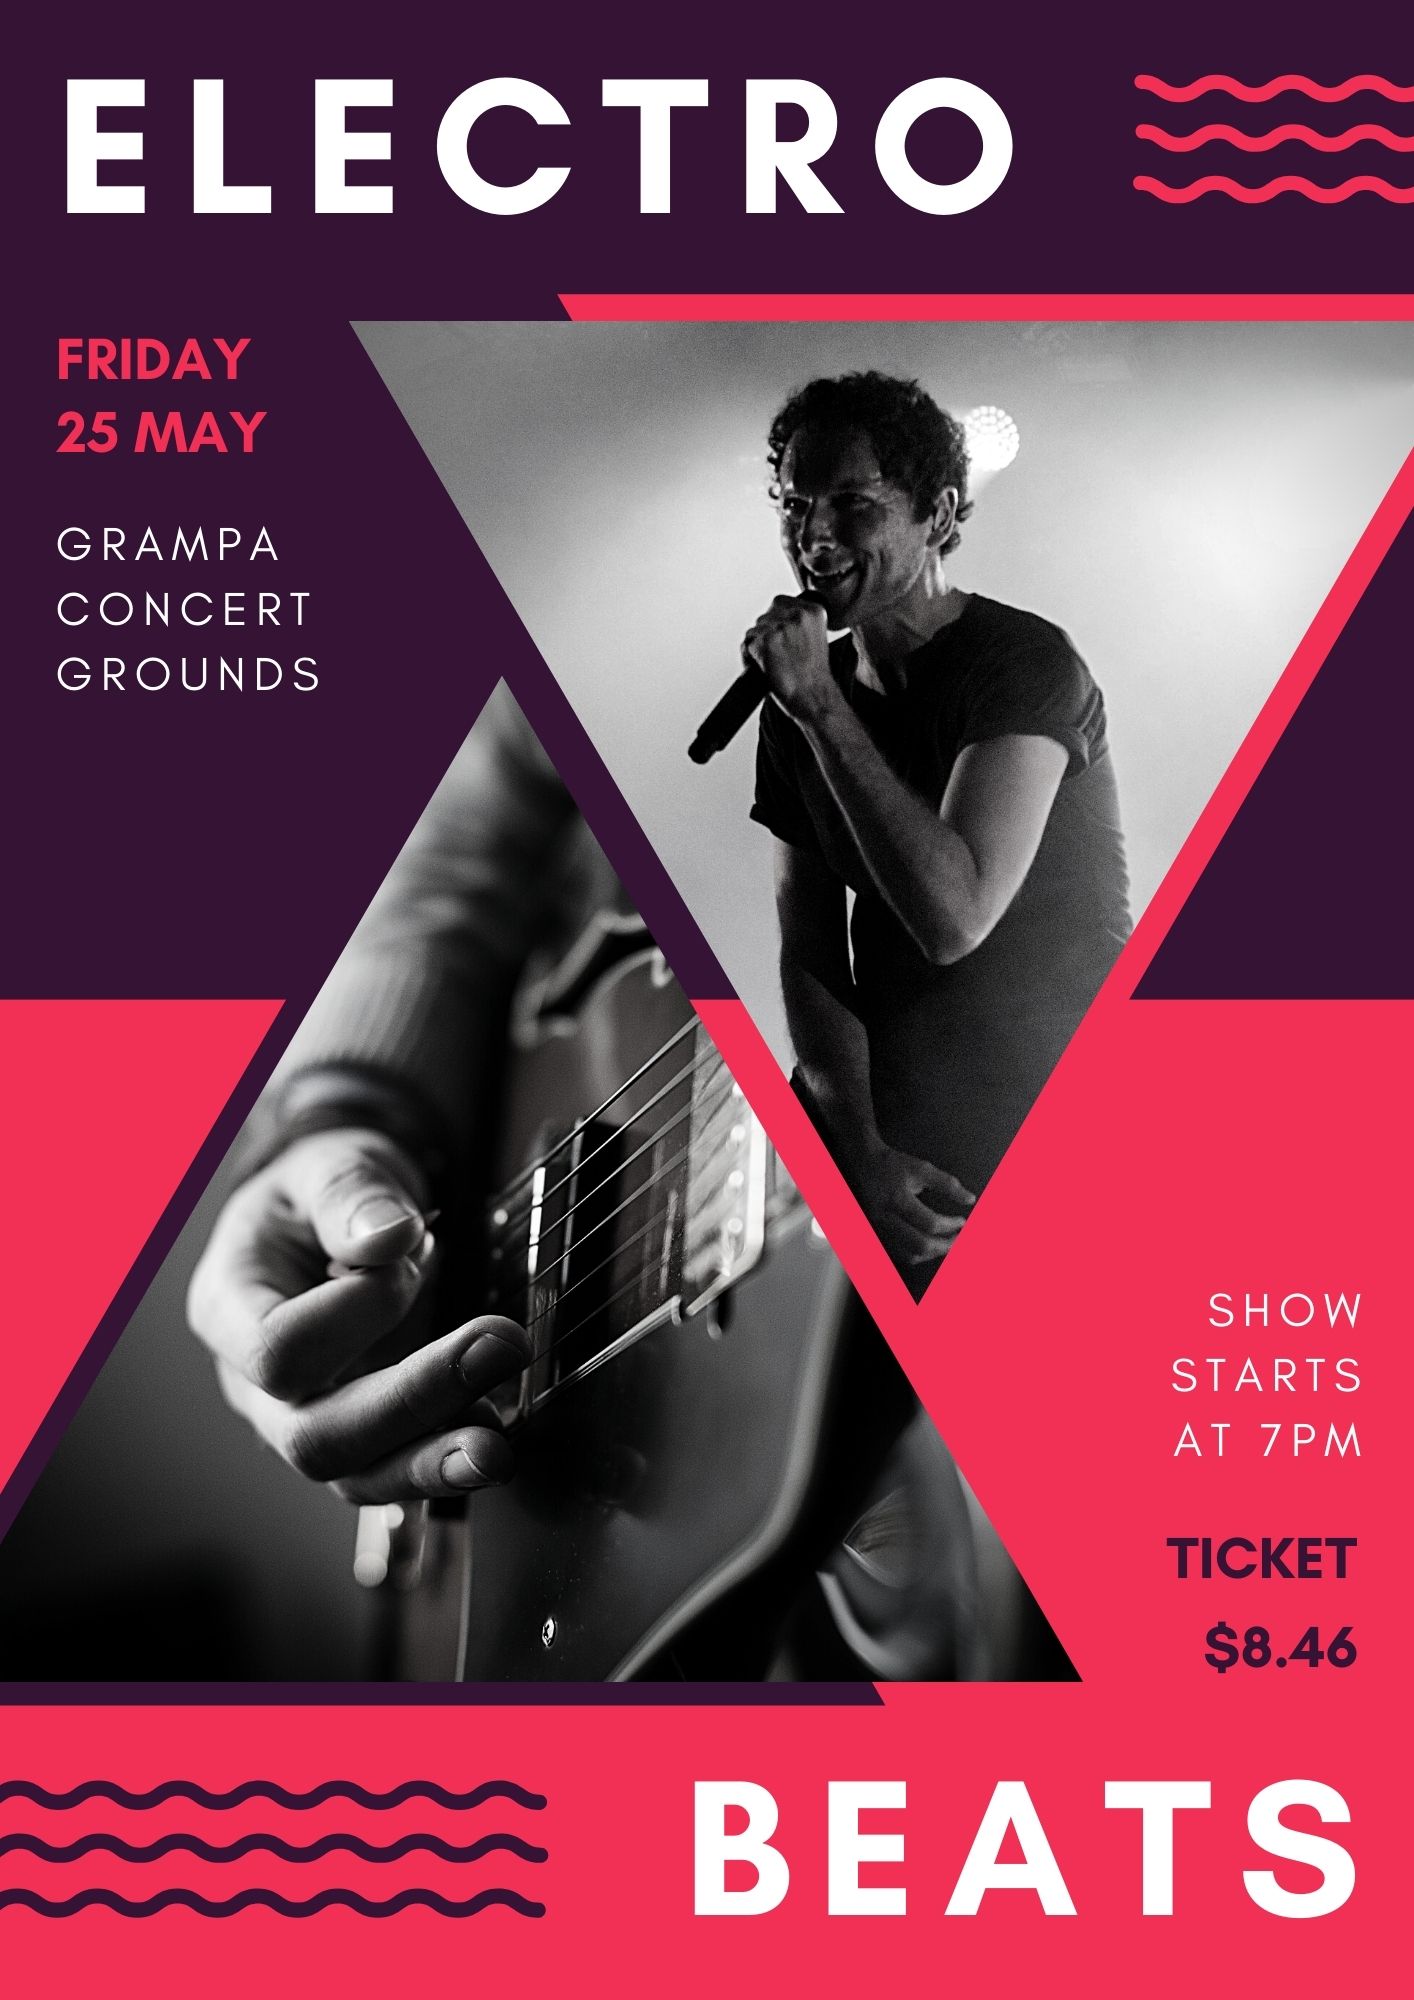 ELECTRO
FRIDAY
25 MAY
GRAMPA
CONCERT
GROUNDS
SHOW
STARTS
AT 7PM
TICKET
$8.46
BEATS